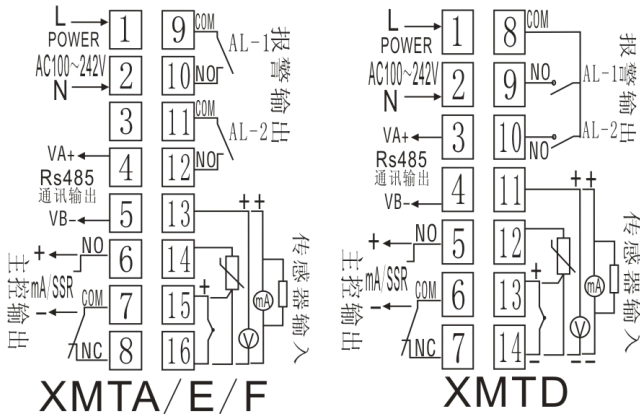 L
POWER
AC100~242V
N
1
2
3
4
5
6
7
8
VA+
Rs485
通讯输出
VB-
+ NO
mA/SSR
- COM
NC
主控输出
9 COM
10 NO
AL-1
11 COM
12 NO
AL-2
报警输出
13
14
15
16
+ +
+
mA
V
传感器输入
XMTA/E/F
L
POWER
AC100~242V
N
1
2
3
4
5
6
7
VA+
Rs485
通讯输出
VB-
+ NO
mA/SSR
- COM
NC
主控输出
8 COM
9 NO
AL-1
10 NO
AL-2
报警输出
11
12
13
14
+ +
+
mA
V
- - -
传感器输入
XMTD